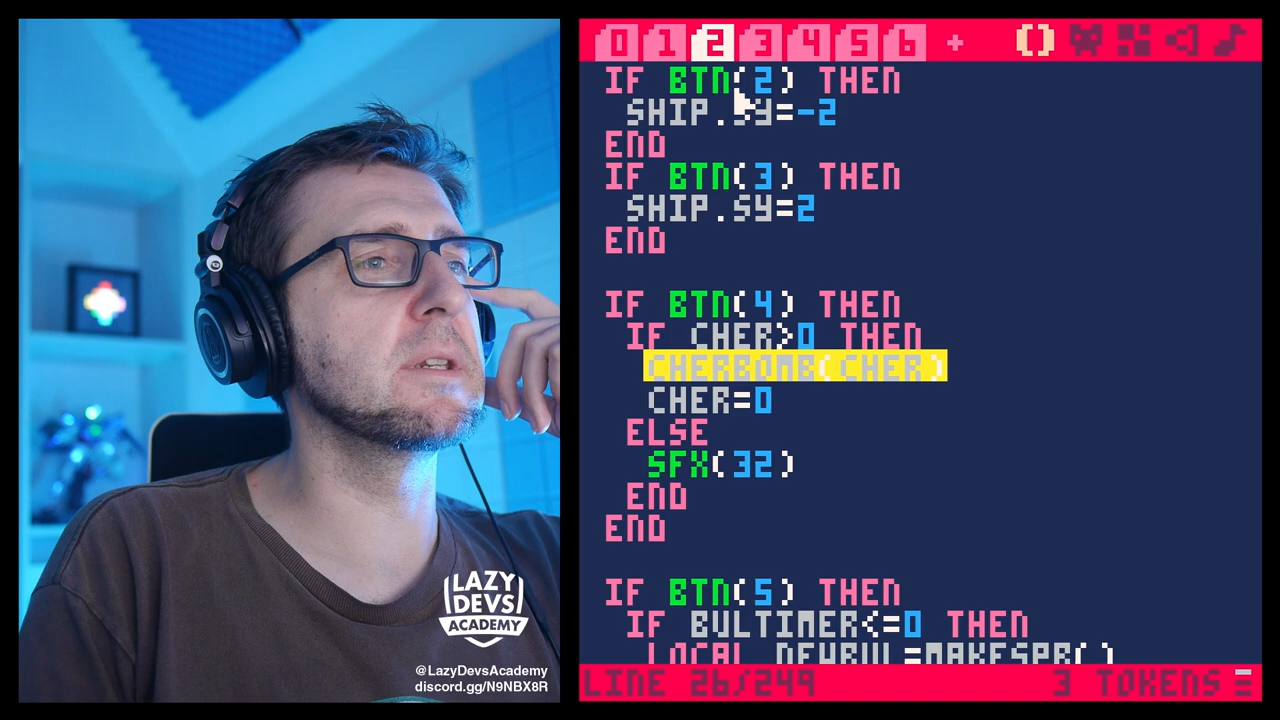 LAZY
DEVS
ACADEMY
@LazyDevsAcademy
discord.gg/N9NBX8R
0 1 2 3 4 5 6 +
IF BTN(2) THEN
SHIP.SY=-2
END
IF BTN(3) THEN
SHIP.SY=2
END
IF BTN(4) THEN
IF CHER>0 THEN
CHERBOMB(CHER)
CHER=0
ELSE
SFX(32)
END
END
IF BTN(5) THEN
IF BULTIMER<=0 THEN
LOCAL NEWBUL=MAKESPR()
LINE 26/249
3 TOKENS